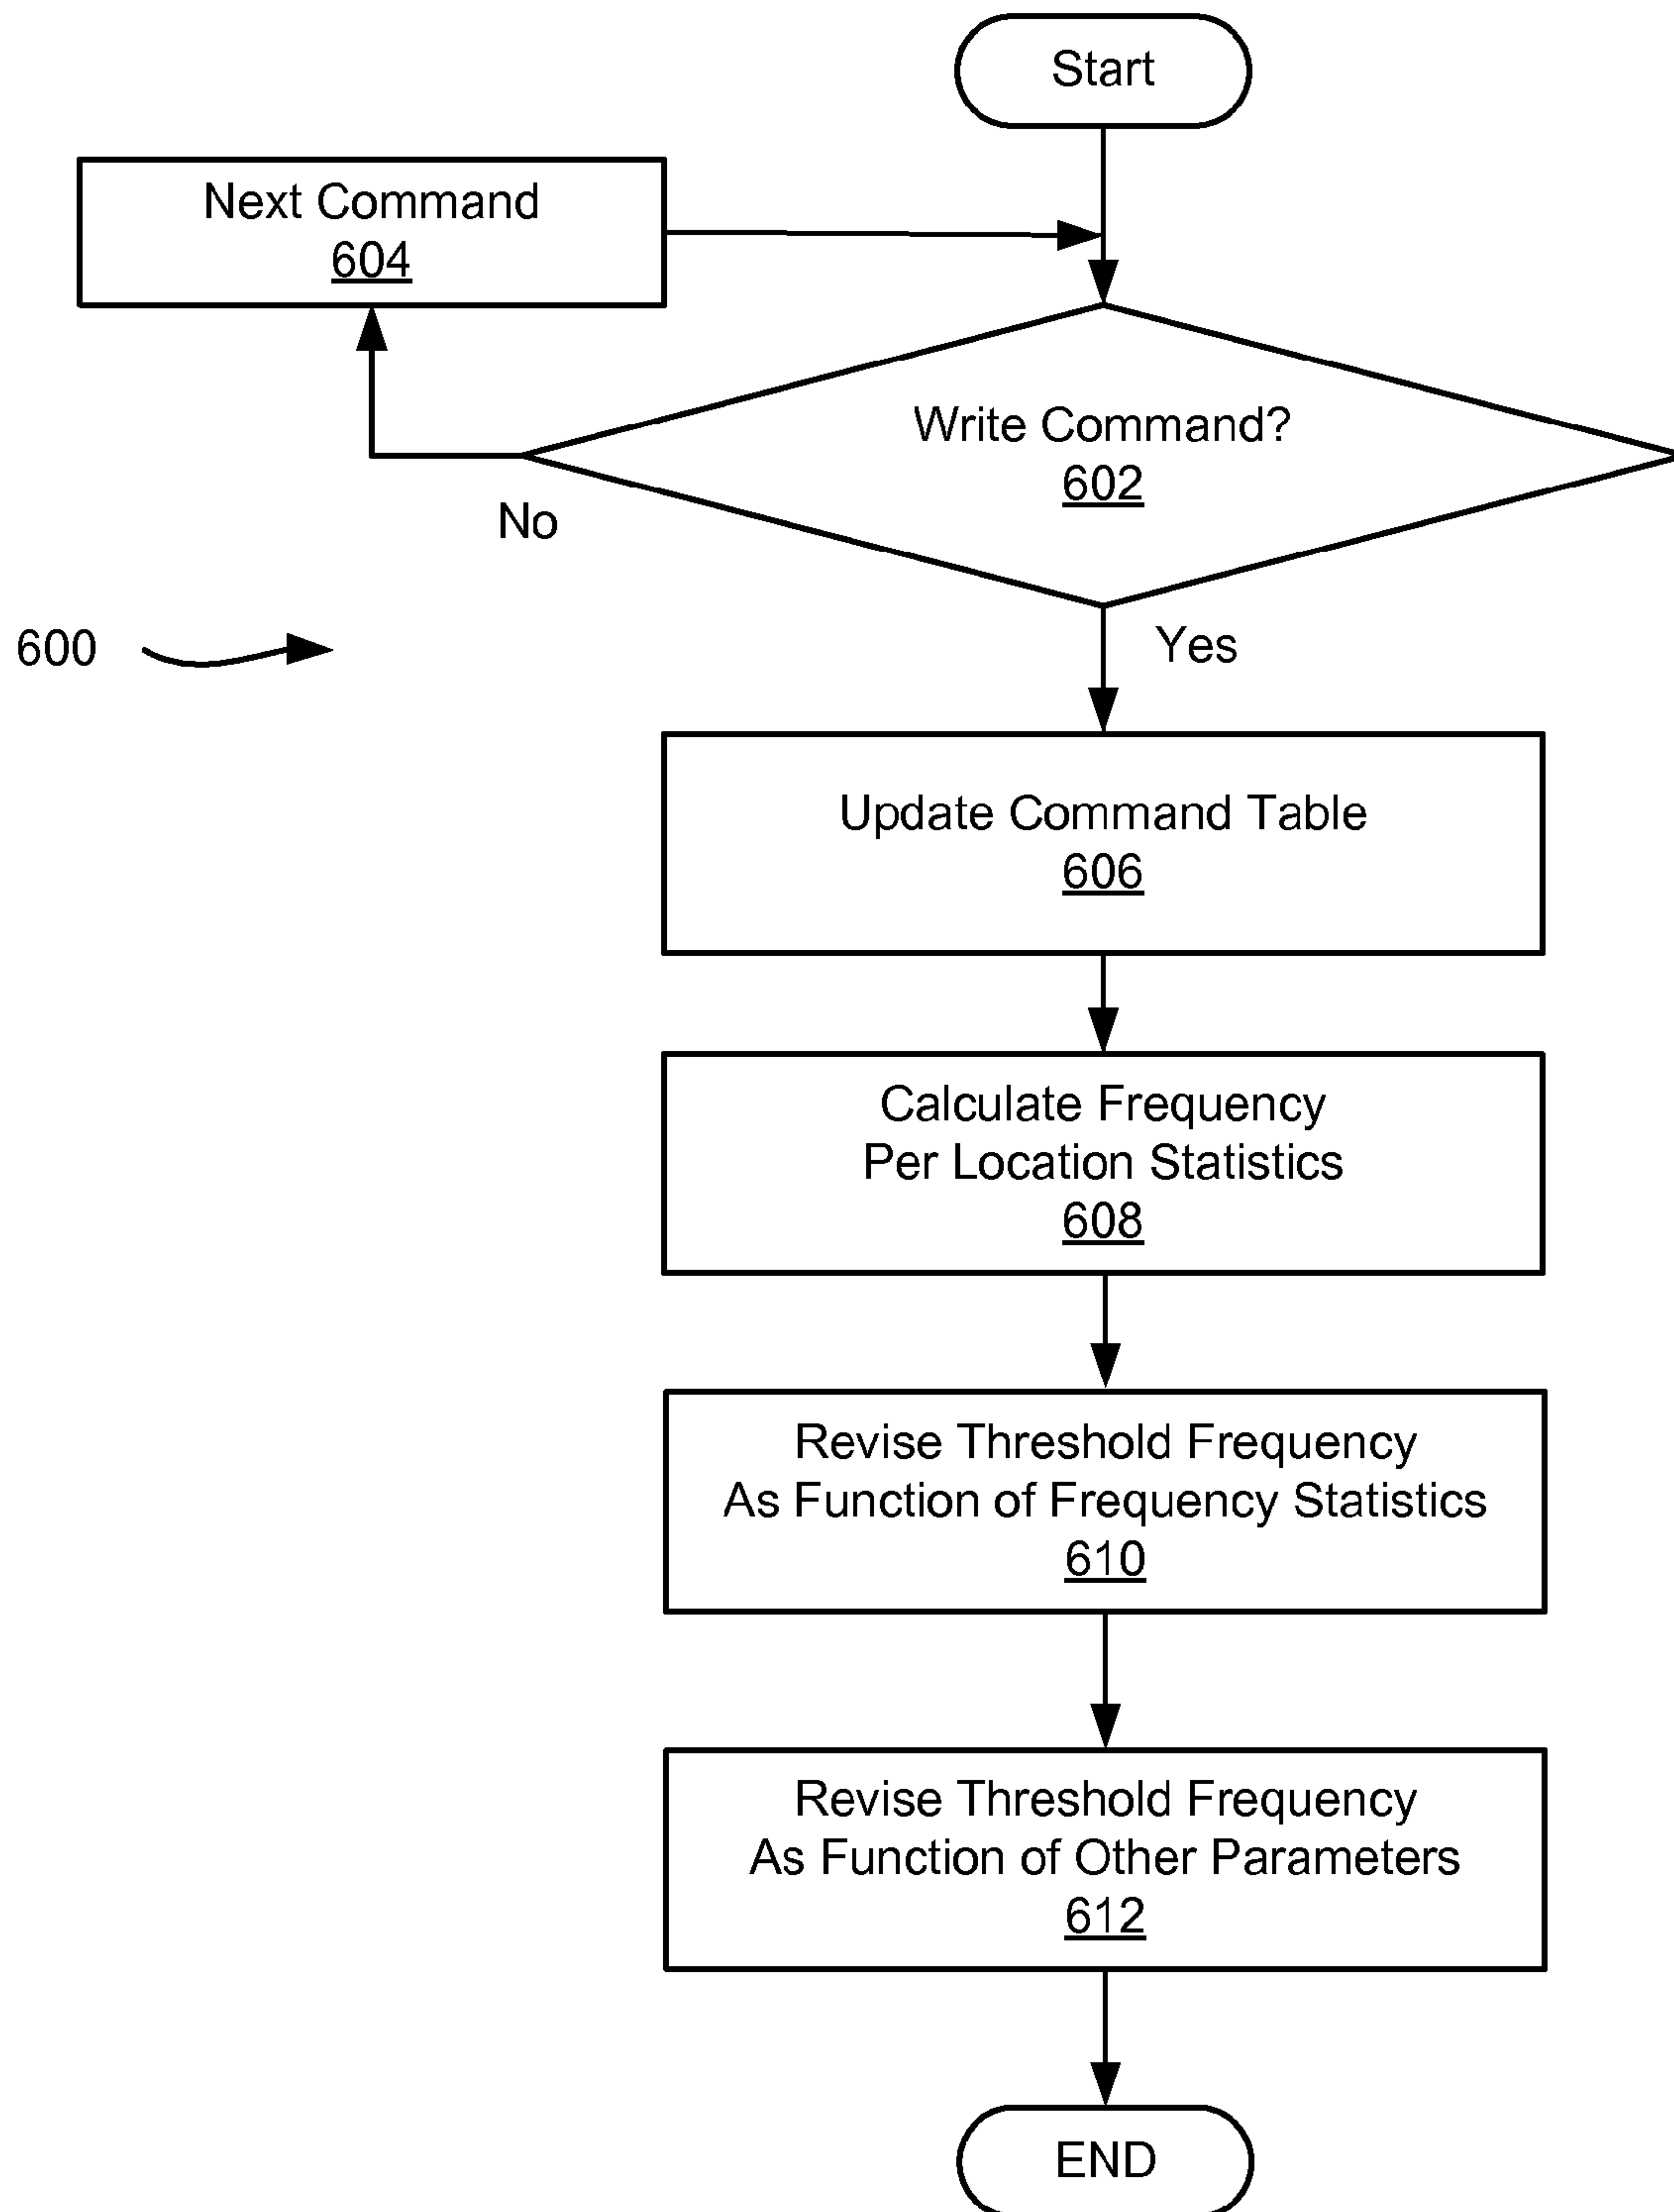 Start
Next Command
604
Write Command?
602
No
Yes
600
Update Command Table
606
Calculate Frequency
Per Location Statistics
608
Revise Threshold Frequency
As Function of Frequency Statistics
610
Revise Threshold Frequency
As Function of Other Parameters
612
END